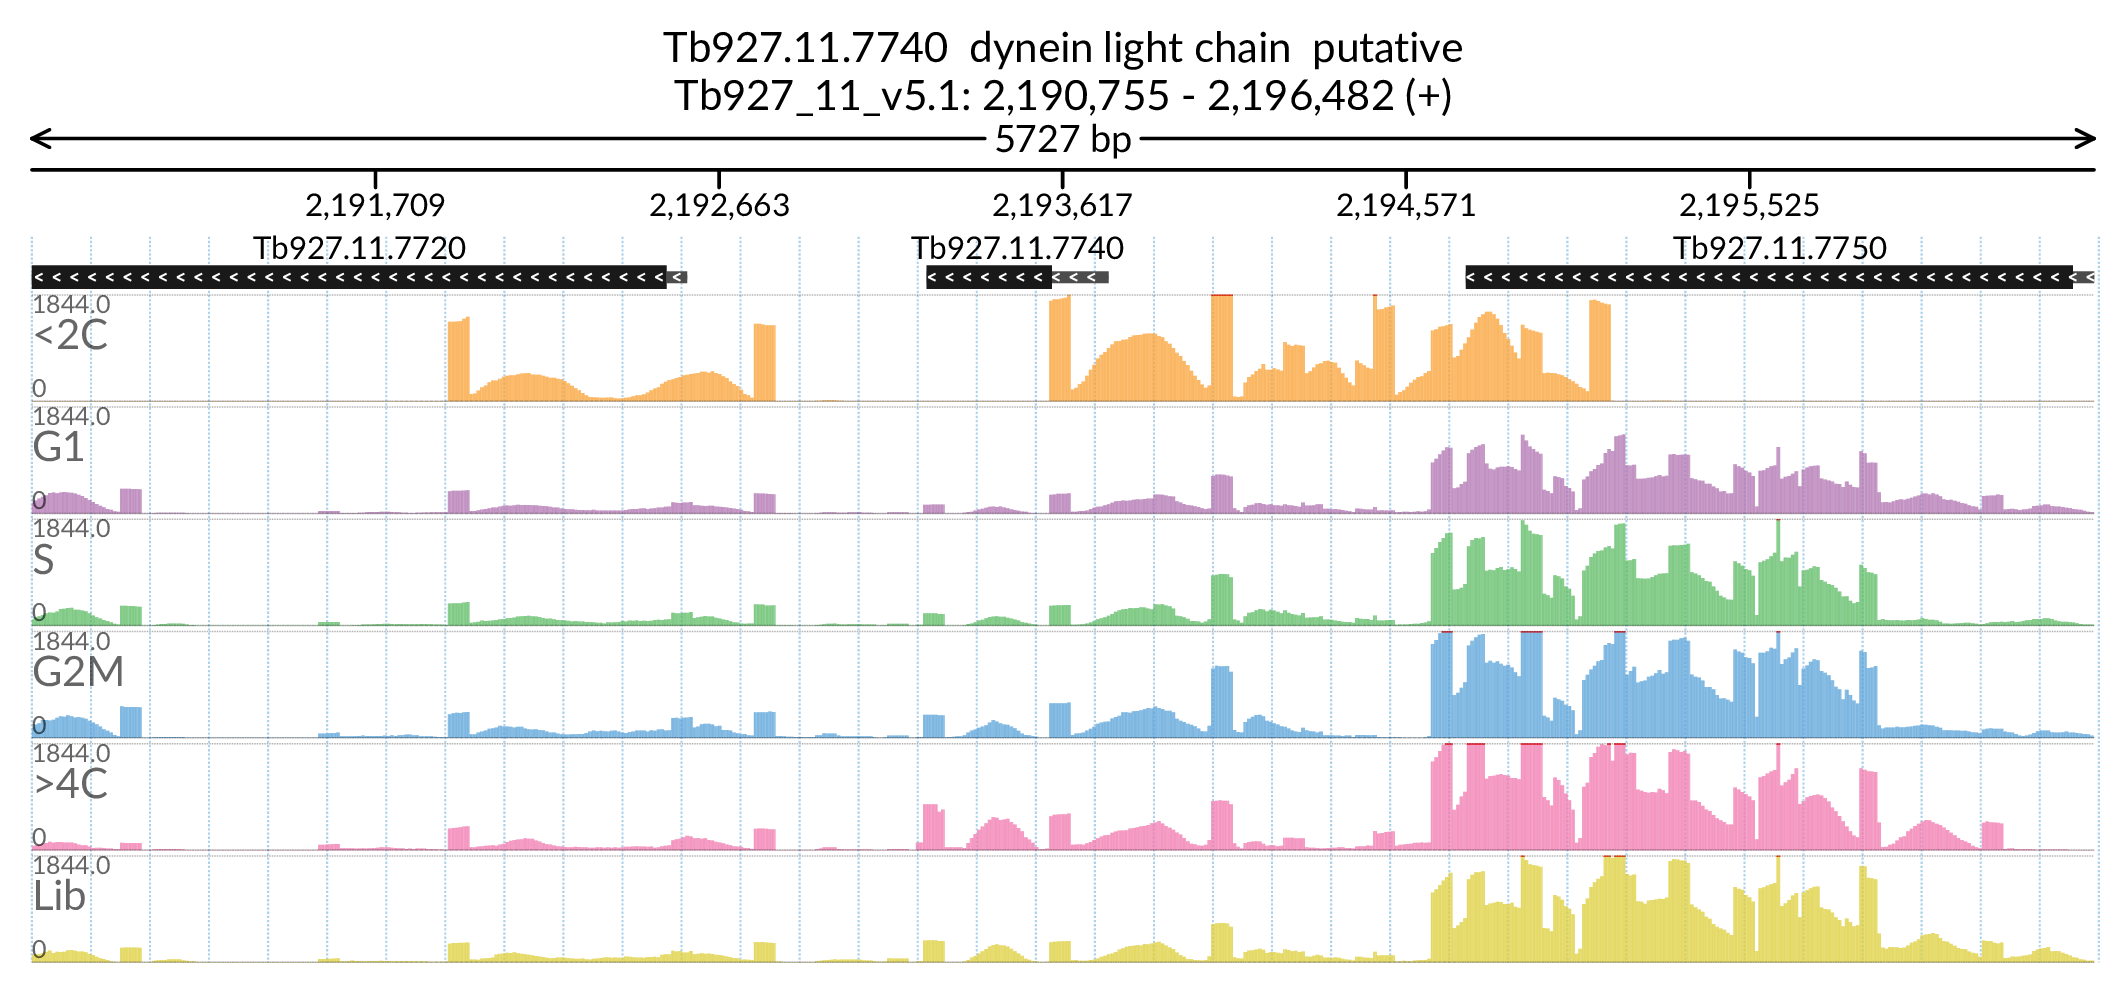 Tb927.11.7740 dynein light chain putative
Tb927_11_v5.1: 2,190,755 - 2,196,482 (+)
5727 bp
2,191,709 2,192,663 2,193,617 2,194,571 2,195,525
Tb927.11.7720 Tb927.11.7740 Tb927.11.7750
1844.0
<2C
0
1844.0
G1
0
1844.0
S
0
1844.0
G2M
0
1844.0
>4C
0
1844.0
Lib
0